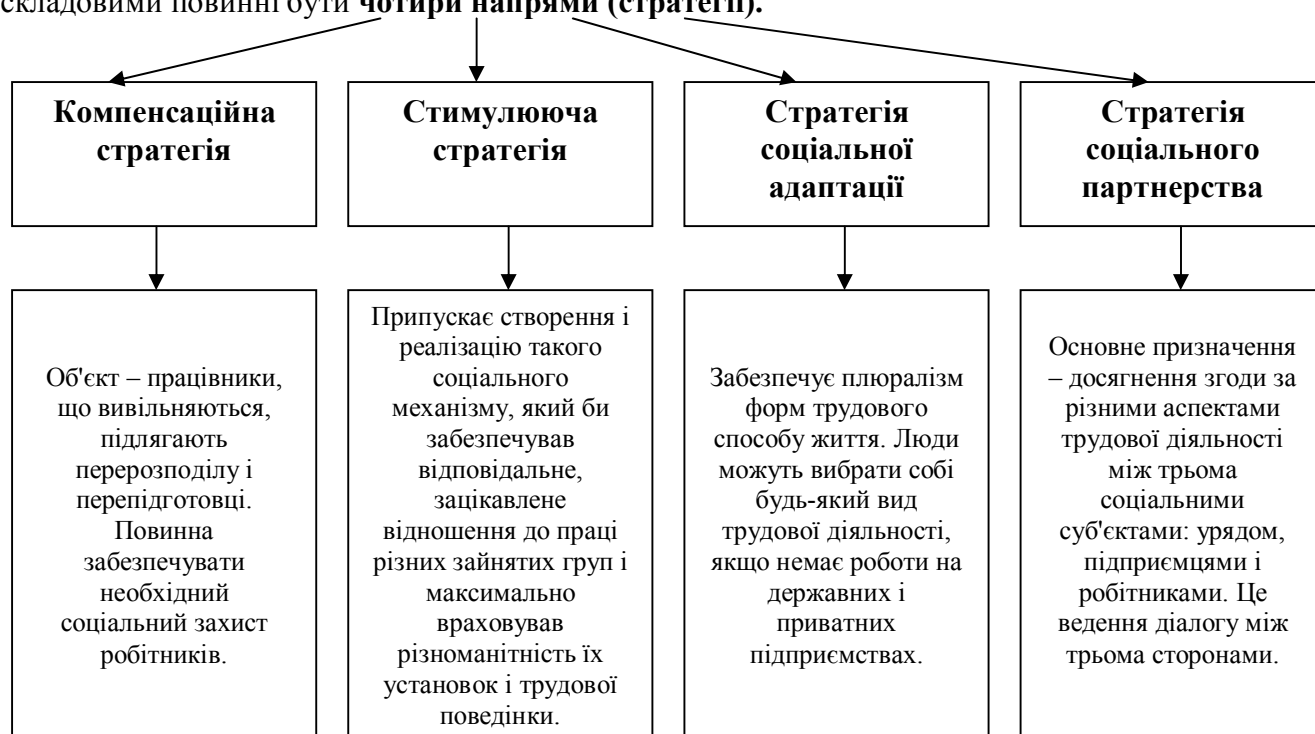 складовими повинні бути чотири напрями (стратегії).
Компенсаційна
стратегія
Стимулююча
стратегія
Стратегія
соціальної
адаптації
Стратегія
соціального
партнерства
Об'єкт – працівники,
що вивільняються,
підлягають
перерозподілу і
перепідготовці.
Повинна
забезпечувати
необхідний
соціальний захист
робітників.
Припускає створення і
реалізацію такого
соціального
механізму, який би
забезпечував
відповідальне,
зацікавлене
відношення до праці
різних зайнятих груп і
максимально
враховував
різноманітність їх
установок і трудової
поведінки.
Забезпечує плюралізм
форм трудового
способу життя. Люди
можуть вибрати собі
будь-який вид
трудової діяльності,
якщо немає роботи на
державних і
приватних
підприємствах.
Основне призначення
– досягнення згоди за
різними аспектами
трудової діяльності
між трьома
соціальними
суб'єктами: урядом,
підприємцями і
робітниками. Це
ведення діалогу між
трьома сторонами.